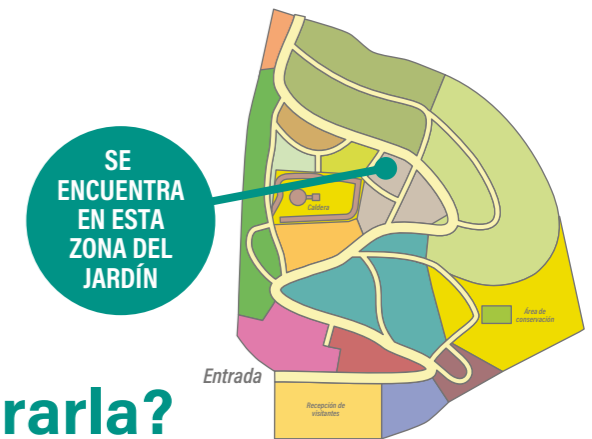 SE
ENCUENTRA
EN ESTA
ZONA DEL
JARDÍN
Caldera
Área de
conservación
Entrada
Recepción de
visitantes
rarla?